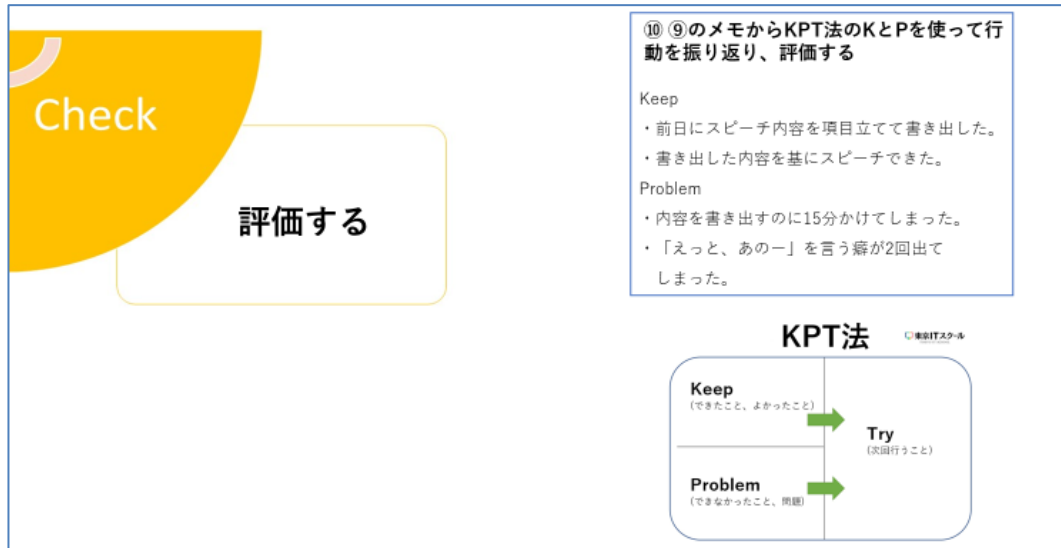 Check
評価する
⑩ ⑨のメモからKPT法のKとPを使って行
動を振り返り、評価する
Keep
・前日にスピーチ内容を項目立てて書き出した。
・書き出した内容を基にスピーチできた。
Problem
・内容を書き出すのに15分かけてしまった。
・「えっと、あのー」を言う癖が2回出て
しまった。
KPT法
東京ITスクール
Keep
(できたこと、よかったこと)
Try
(次回行うこと)
Problem
(できなかったこと、問題)